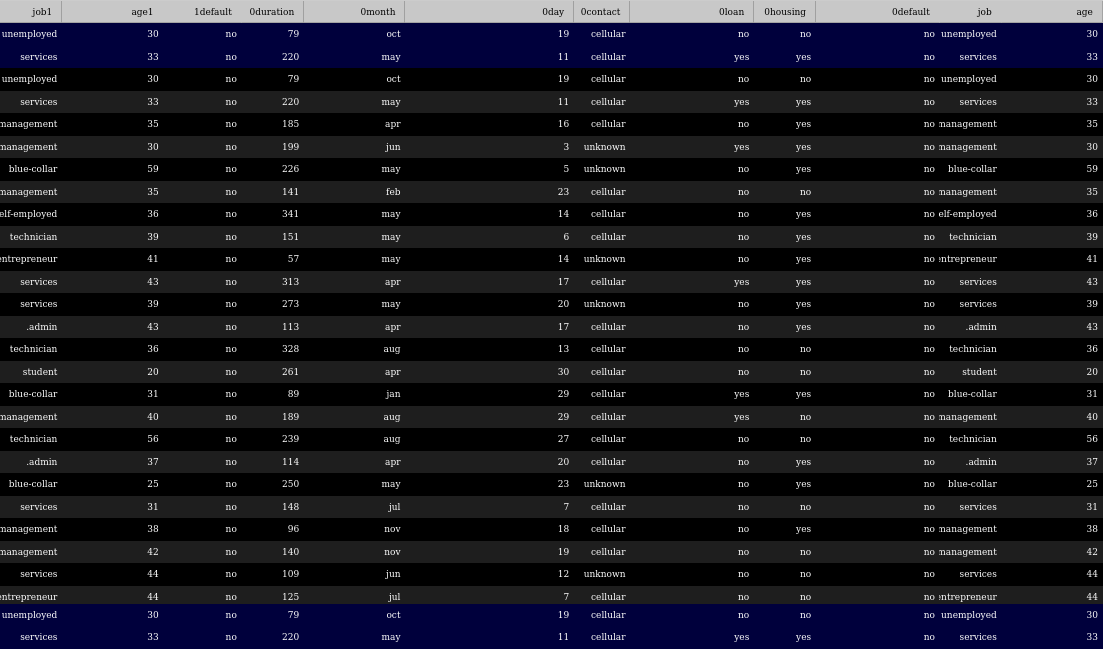 job1 age1 1default 0duration 0month 0day 0contact 0loan 0housing 0default job age
unemployed 30 no 79 oct 19 cellular no no no unemployed 30
services 33 no 220 may 11 cellular yes yes no services 33
unemployed 30 no 79 oct 19 cellular no no no unemployed 30
services 33 no 220 may 11 cellular yes yes no services 33
management 35 no 185 apr 16 cellular no yes no management 35
management 30 no 199 jun 3 unknown yes yes no management 30
blue-collar 59 no 226 may 5 unknown no yes no blue-collar 59
management 35 no 141 feb 23 cellular no no no management 35
elf-employed 36 no 341 may 14 cellular no yes no elf-employed 36
technician 39 no 151 may 6 cellular no yes no technician 39
entrepreneur 41 no 57 may 14 unknown no yes no entrepreneur 41
services 43 no 313 apr 17 cellular yes yes no services 43
services 39 no 273 may 20 unknown no yes no services 39
.admin 43 no 113 apr 17 cellular no yes no .admin 43
technician 36 no 328 aug 13 cellular no no no technician 36
student 20 no 261 apr 30 cellular no no no student 20
blue-collar 31 no 89 jan 29 cellular yes yes no blue-collar 31
management 40 no 189 aug 29 cellular yes no no management 40
technician 56 no 239 aug 27 cellular no no no technician 56
.admin 37 no 114 apr 20 cellular no yes no .admin 37
blue-collar 25 no 250 may 23 unknown no yes no blue-collar 25
services 31 no 148 jul 7 cellular no no no services 31
management 38 no 96 nov 18 cellular no yes no management 38
management 42 no 140 nov 19 cellular no no no management 42
services 44 no 109 jun 12 unknown no no no services 44
entrepreneur 44 no 125 jul 7 cellular no no no entrepreneur 44
unemployed 30 no 79 oct 19 cellular no no no unemployed 30
services 33 no 220 may 11 cellular yes yes no services 33